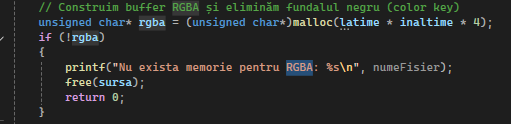 // Construim buffer RGBA și eliminăm fundalul negru (color key)
unsigned char* rgba = (unsigned char*)malloc(latime * inaltime * 4);
if (!rgba)
{
printf("Nu exista memorie pentru RGBA: %s\n", numeFisier);
free(sursa);
return 0;
}